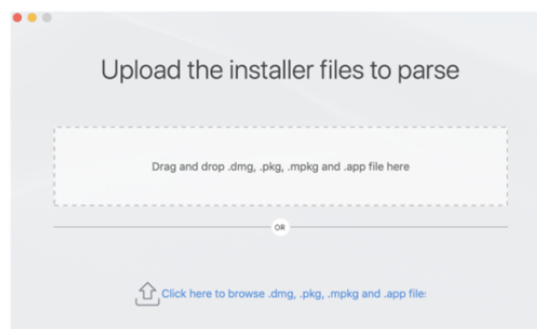 Upload the installer files to parse
Drag and drop .dmg, .pkg, .mpkg and .app file here
OR
Click here to browse .dmg, .pkg, .mpkg and .app file